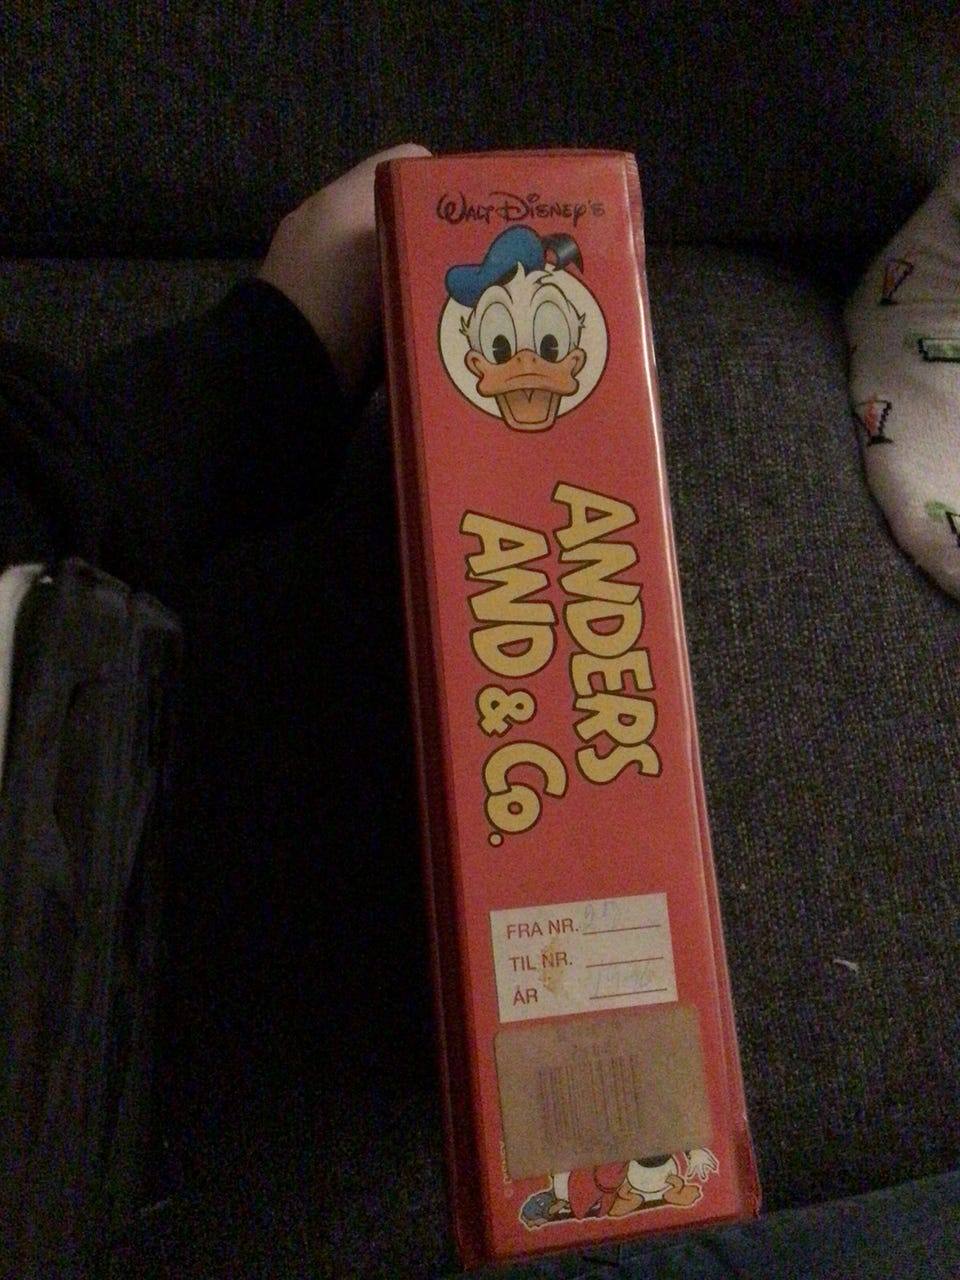 WALT DISNEY'S
ANDERS
AND & Co.
FRA NR.
TIL NR.
ÅR